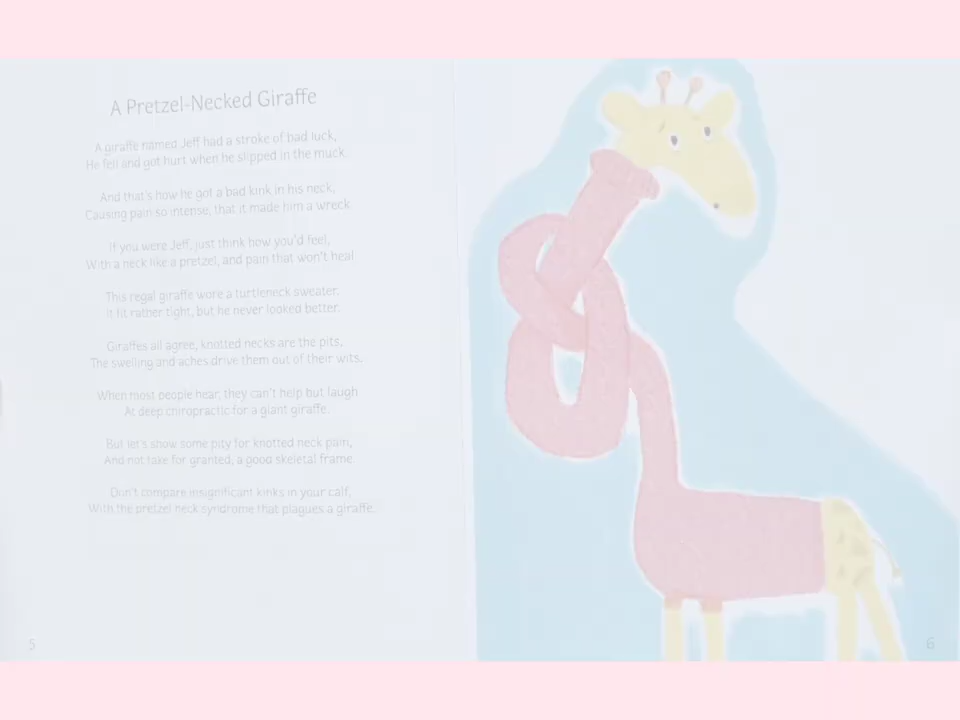 A Pretzel-Necked Giraffe
A giraffe named Jeff had a stroke of bad luck,
He fell and got hurt when he slipped in the muck.
And that's how he got a bad kink in his neck,
Causing pain so intense, that it made him a wreck.
If you were Jeff, just think how you'd feel,
With a neck like a pretzel, and pain that won't heal.
This regal giraffe wore a turtleneck sweater.
It fit rather tight, but he never looked better.
Giraffes all agree, knotted necks are the pits,
The swelling and aches drive them out of their wits.
When most people hear, they can't help but laugh
At deep chiropractic for a giant giraffe.
But let's show some pity for knotted neck pain,
And not take for granted, a good skeletal frame
Don't compare insignificant kinks in your calf,
With the pretzel neck syndrome that plagues a giraffe.
5
6